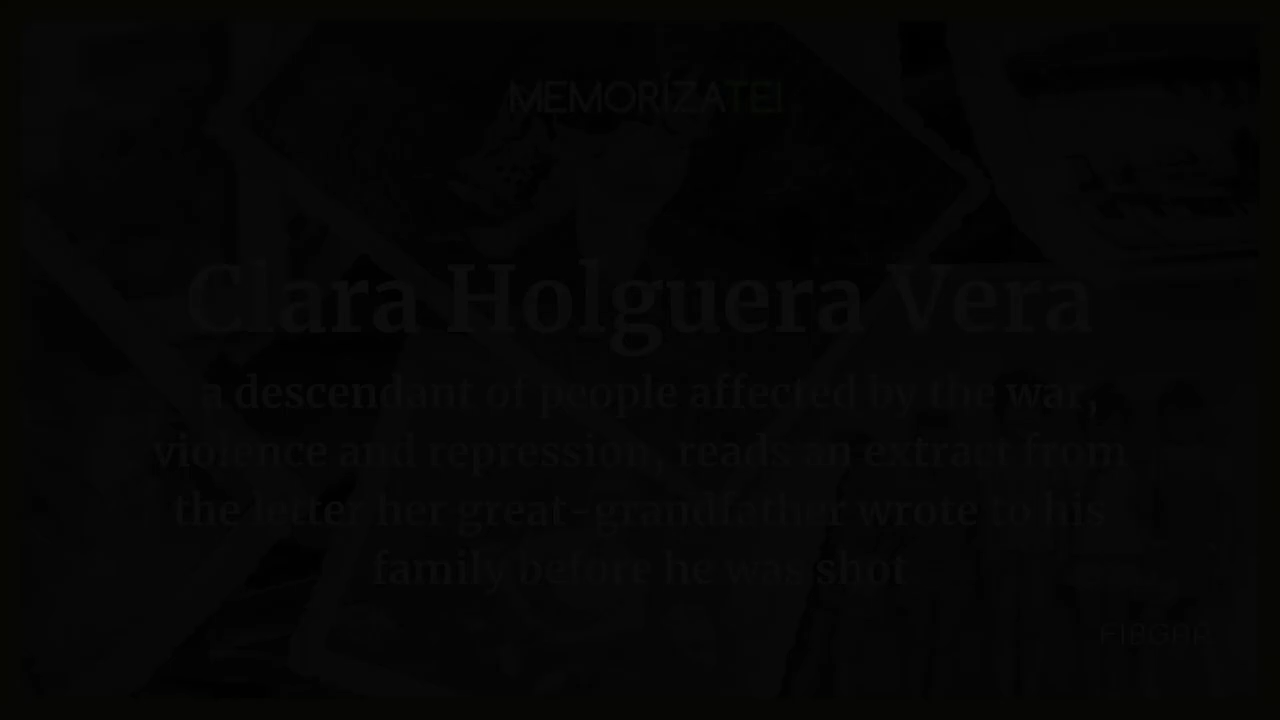 MEMORÍZATE!
Clara Holguera Vera
a descendant of people affected by the war,
violence and repression, reads an extract from
the letter her great-grandfather wrote to his
family before he was shot
FIBGAR